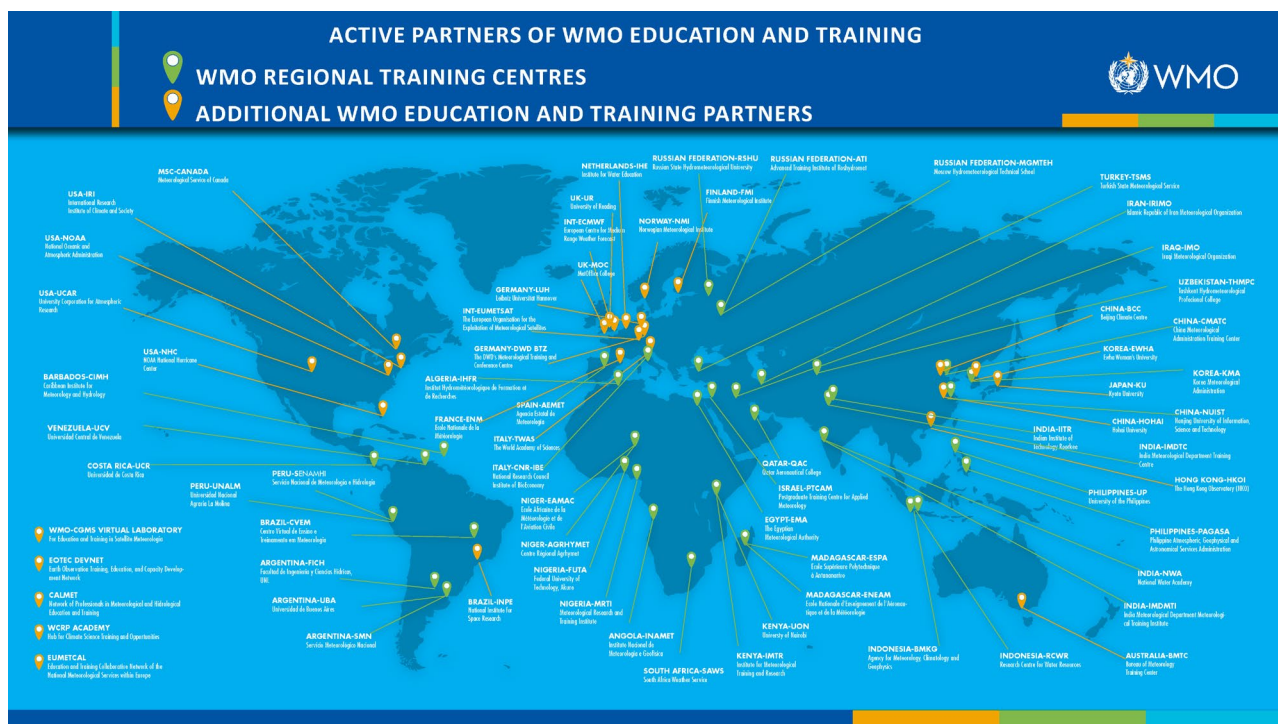 ACTIVE PARTNERS OF WMO EDUCATION AND TRAINING
WMO REGIONAL TRAINING CENTRES
ADDITIONAL WMO EDUCATION AND TRAINING PARTNERS
WMO
MSC-CANADA
Meteorological Service of Canada
USA-IRI
International Research
Institute of Climate and Society
USA-NOAA
National Oceanic and
Atmospheric Administration
USA-UCAR
University Corporation for Atmospheric
Research
USA-NHC
NOAA National Hurricane
Center
BARBADOS-CIMH
Caribbean Institute for
Meteorology and Hydrology
VENEZUELA-UCV
Universidad Central de Venezuela
COSTA RICA-UCR
Universidad de Costa Rica
PERU-SENAMHI
Servicio Nacional de Meteorologia e Hidrologia
PERU-UNALM
Universidad Nacional
Agraria La Molina
BRAZIL-CVEM
Centro Virtual de Ensino e
Treinamento em Meteorologia
ARGENTINA-FICH
Facultad de Ingenieria y Ciencias Hidricas,
UNL
ARGENTINA-UBA
Universidad de Buenos Aires
ARGENTINA-SMN
Servicio Meteorologico Nacional
BRAZIL-INPE
National Institute for
Space Research
WMO-CGMS VIRTUAL LABORATORY
For Education and Training in Satellite Meteorologie
EOTEC DEVNET
Earth Observation Training, Education, and Capacity Develop-
ment Network
CALMET
Network of Professionals in Meteorological and Hidrological
Education and Training
WCRP ACADEMY
Hub for Climate Science Training and Opportunities
EUMETCAL
Education and Training Collaborative Network of the
National Meteorological Services within Europe
NETHERLANDS-IHE
Institute for Water Education
UK-UR
University of Reading
INT-ECMWF
European Centre for Medium
Range Weather Forecast
UK-MOC
MetOffice College
GERMANY-LUH
Leibniz Universität Hannover
INT-EUMETSAT
The European Organisation for the
Exploitation of Meteorological Satellites
GERMANY-DWD BTZ
The DWD's Meteorological Training and
Conference Centre
ALGERIA-IHFR
Institut Hydrométéorologique de Formation et
de Recherches
FRANCE-ENM
Ecole Nationale de la
Météorologie
SPAIN-AEMET
Agencia Estatal de
Meteorologia
ITALY-TWAS
The World Academy of Sciences
ITALY-CNR-IBE
National Research Council
Institute of BioEconomy
NIGER-EAMAC
Ecole Africaine de la
Météorologie et de
l'Aviation Civile
NIGER-AGRHYMET
Centre Régional Agrhymet
NIGERIA-FUTA
Federal University of
Technology, Akure
NIGERIA-MRTI
Meteorological Research and
Training Institute
ANGOLA-INAMET
Instituto Nacional de
Meteorologia e Geofisica
SOUTH AFRICA-SAWS
South Africa Weather Service
RUSSIAN FEDERATION-RSHU
Russian State Hydrometeorological University
RUSSIAN FEDERATION-ATI
Advanced Training Institute of Roshydromet
FINLAND-FMI
Finnish Meteorological Institute
NORWAY-NMI
Norwegian Meteorological Institute
RUSSIAN FEDERATION-MGMTEH
Moscow Hydrometeorological Technical School
TURKEY-TSMS
Turkish State Meteorological Service
IRAN-IRIMO
Islamic Republic of Iran Meteorological Organization
IRAQ-IMO
Iraqi Meteorological Organization
UZBEKISTAN-THMPC
Tashkent Hydrometeorological
Profesional College
CHINA-BCC
Beijing Climate Centre
CHINA-CMATC
China Meteorological
Administration Training Center
KOREA-EWHA
Ewha Woman's University
KOREA-KMA
Korea Meteorological
Administration
JAPAN-KU
Kyoto University
CHINA-NUIST
Nanjing University of Information,
Science and Technology
CHINA-HOHAI
Hohai University
INDIA-IITR
Indian Institute of
Technology Roorkee
INDIA-IMDTC
India Meteorological Department Training
Centre
HONG KONG-HKOI
The Hong Kong Observatory (HKO)
PHILIPPINES-UP
University of the Philippines
PHILIPPINES-PAGASA
Philippine Atmospheric, Geophysical and
Astronomical Services Administration
INDIA-NWA
National Water Academy
INDIA-IMDMTI
India Meteorological Department Meteorologi-
cal Training Institute
AUSTRALIA-BMTC
Bureau of Meteorology
Training Center
INDONESIA-RCWR
Research Centre for Water Resources
INDONESIA-BMKG
Agency for Meteorology, Climatology and
Geophysics
QATAR-QAC
Qatar Aeronautical College
ISRAEL-PTCAM
Postgraduate Training Centre for Applied
Meteorology
EGYPT-EMA
The Egyptian
Meteorological Authority
MADAGASCAR-ESPA
Ecole Supérieure Polytechnique
à Antananarivo
MADAGASCAR-ENEAM
Ecole Nationale d'Enseignement de l'Aéronau-
tique et de la Météorologie
KENYA-UON
University of Nairobi
KENYA-IMTR
Institute for Meteorological
Training and Research